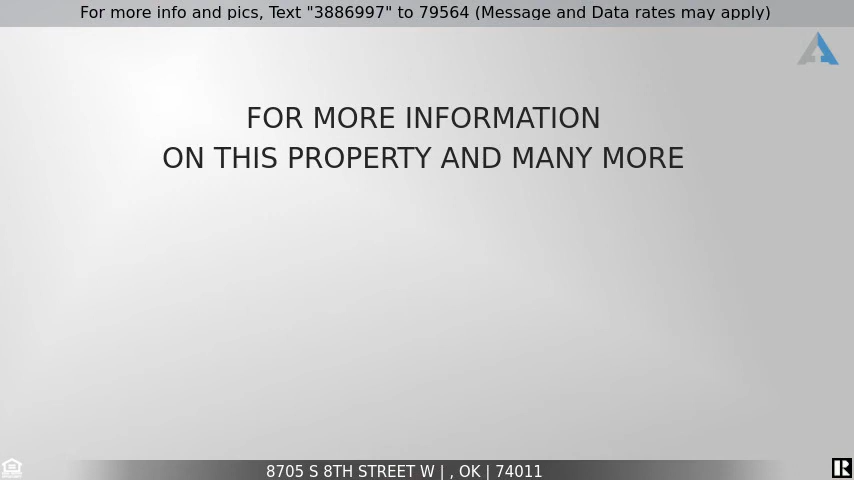 For more info and pics, Text "3886997" to 79564 (Message and Data rates may apply)
FOR MORE INFORMATION
ON THIS PROPERTY AND MANY MORE
8705 S 8TH STREET W | , OK | 74011